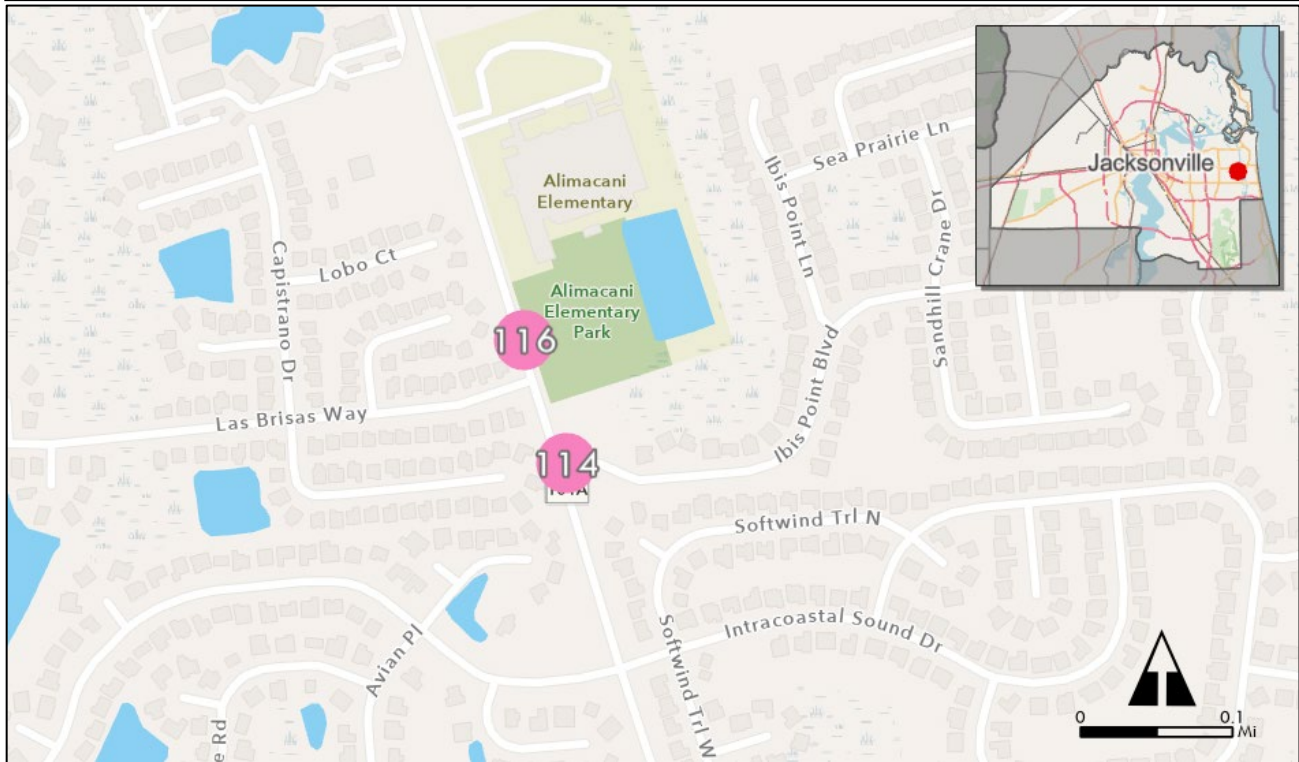 Jacksonville
Sea Prairie Ln
Ibis Point Ln
Alimacani
Elementary
Sandhill Crane Dr
Capistrano Dr
Lobo Ct
Alimacani
Elementary
Park
116
Ibis Point Blvd
Las Brisas Way
114
Softwind Trl N
Intracoastal Sound Dr
Softwind Trl W
Avian Pl
e Rd
0
0.1
Mi